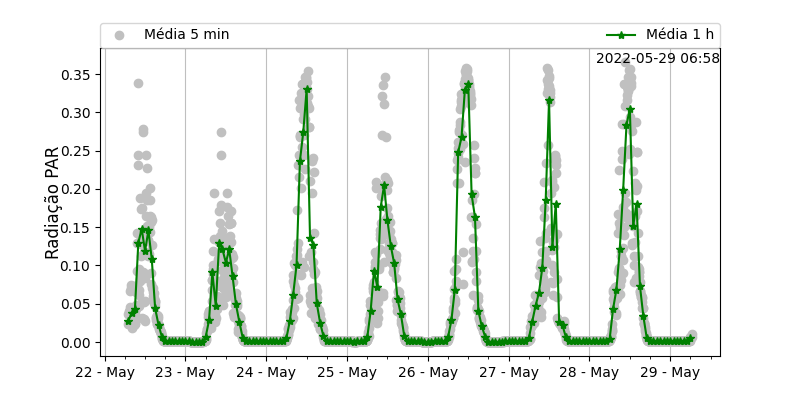 Média 5 min
Média 1 h
2022-05-29 06:58
Radiação PAR
0.35
0.30
0.25
0.20
0.15
0.10
0.05
0.00
22 - May
23 - May
24 - May
25 - May
26 - May
27 - May
28 - May
29 - May